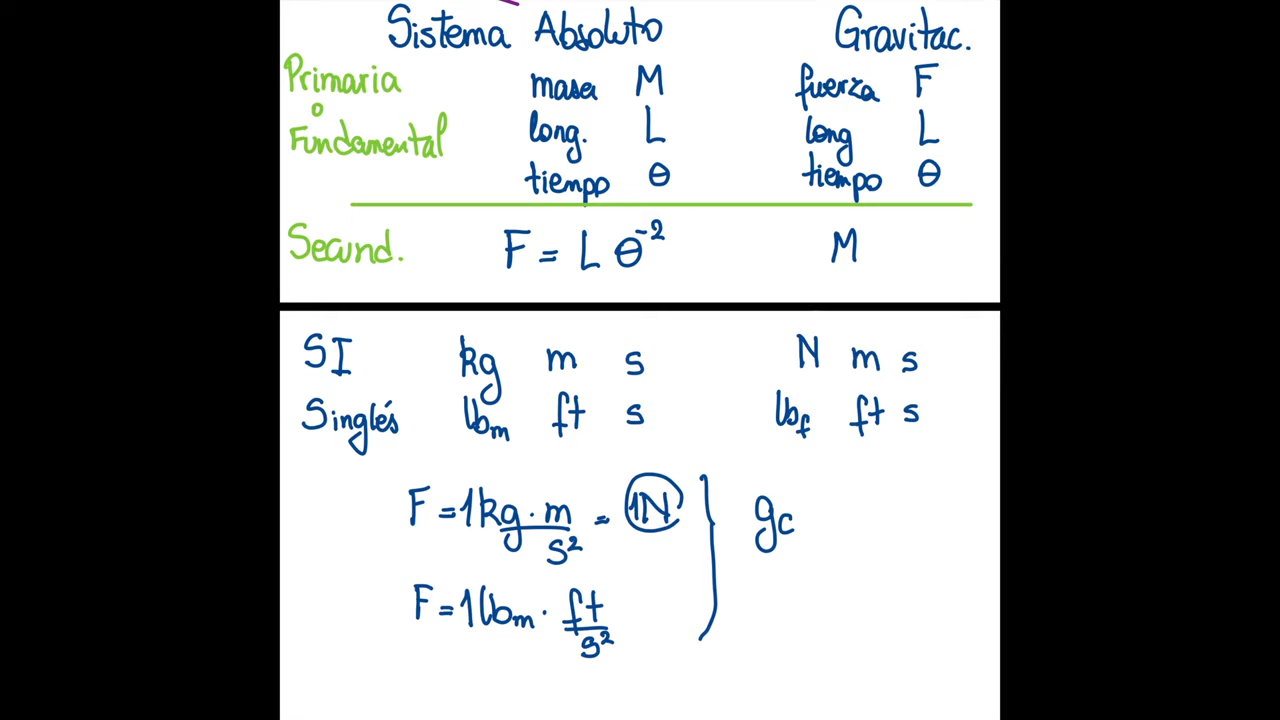 Sistema Absoluto Gravitac.
Primaria masa M fuerza F
o
Fundamental long. L long L
tiempo θ tiempo θ
Secund. F = L θ⁻² M
SI kg m s N m s
Singlés lbm ft s lbf ft s
F = 1 kg · m / s² = 1N gc
F = 1 lbm · ft / s²